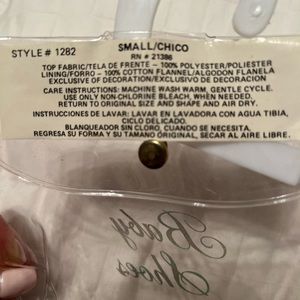 STYLE # 1282
SMALL/CHICO
RN # 21386
TOP FABRIC/TELA DE FRENTE – 100% POLYESTER/POLIESTER
LINING/FORRO – 100% COTTON FLANNEL/ALGODON FLANELA
EXCLUSIVE OF DECORATION/EXCLUSIVO DE DECORACION
CARE INSTRUCTIONS: MACHINE WASH WARM, GENTLE CYCLE.
USE ONLY NON-CHLORINE BLEACH, WHEN NEEDED.
RETURN TO ORIGINAL SIZE AND SHAPE AND AIR DRY.
INSTRUCCIONES DE LAVAR: LAVAR EN LAVADORA CON AGUA TIBIA,
CICLO DELICADO.
BLANQUEADOR SIN CLORO, CUANDO SE NECESITA.
REGRESA SU FORMA Y SU TAMANO ORIGINAL, SECAR AL AIRE LIBRE.
Baby
Shoes